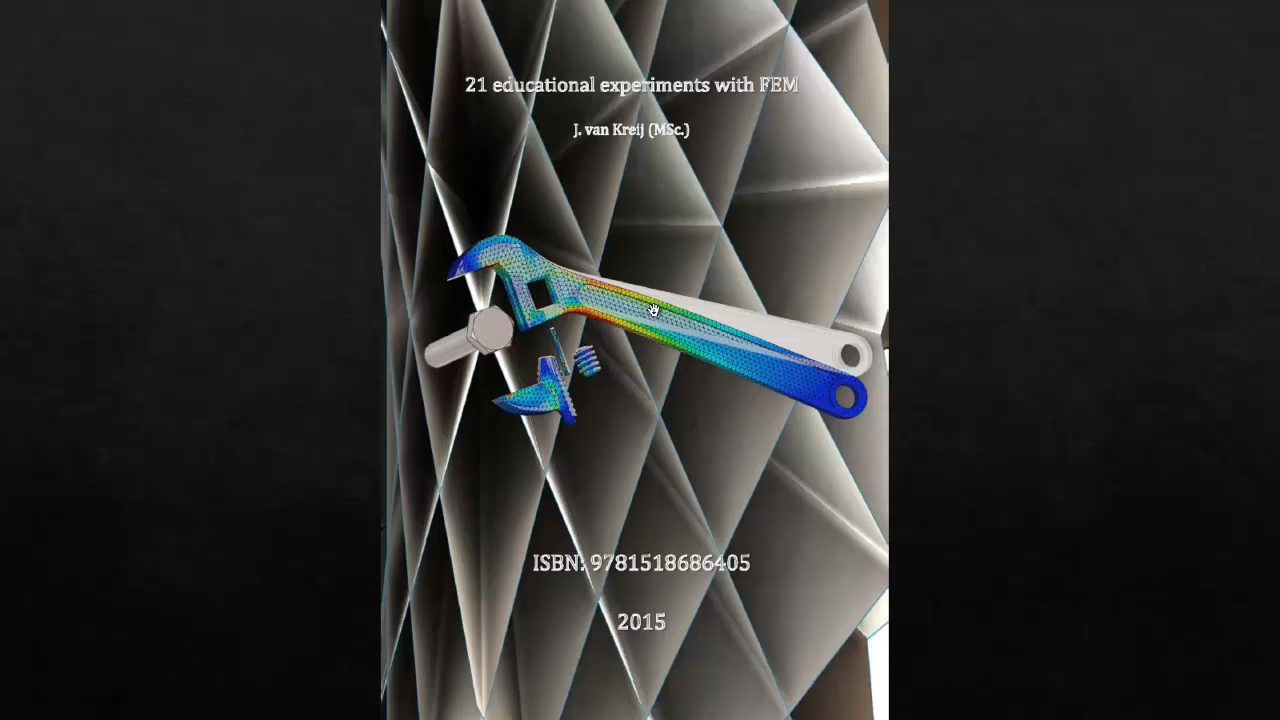 21 educational experiments with FEM
J. van Kreij (MSc.)
ISBN: 9781518686405
2015